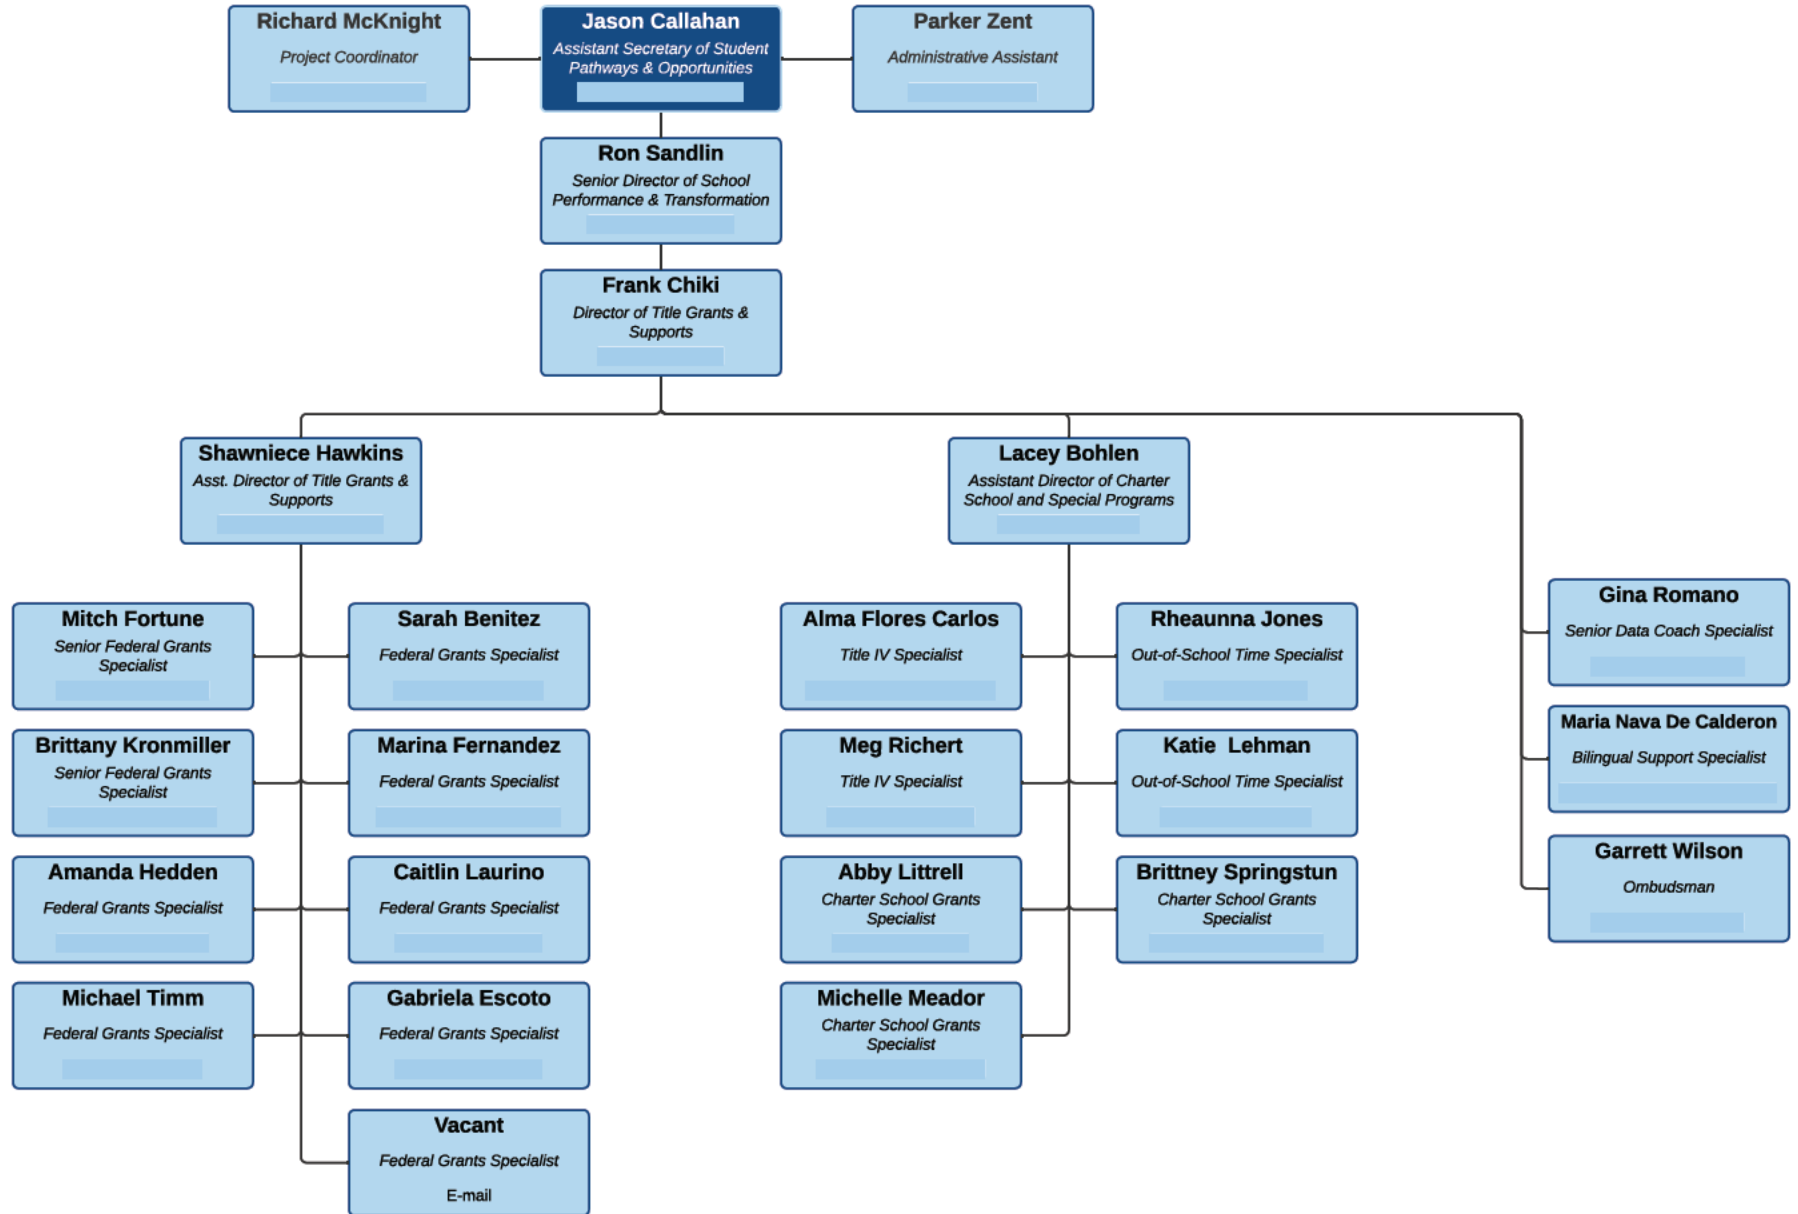 Richard McKnight
Project Coordinator
Jason Callahan
Assistant Secretary of Student
Pathways & Opportunities
Parker Zent
Administrative Assistant
Ron Sandlin
Senior Director of School
Performance & Transformation
Frank Chiki
Director of Title Grants &
Supports
Shawniece Hawkins
Asst. Director of Title Grants &
Supports
Lacey Bohlen
Assistant Director of Charter
School and Special Programs
Mitch Fortune
Senior Federal Grants
Specialist
Sarah Benitez
Federal Grants Specialist
Brittany Kronmiller
Senior Federal Grants
Specialist
Marina Fernandez
Federal Grants Specialist
Amanda Hedden
Federal Grants Specialist
Caitlin Laurino
Federal Grants Specialist
Michael Timm
Federal Grants Specialist
Gabriela Escoto
Federal Grants Specialist
Vacant
Federal Grants Specialist
E-mail
Alma Flores Carlos
Title IV Specialist
Rheaunna Jones
Out-of-School Time Specialist
Meg Richert
Title IV Specialist
Katie  Lehman
Out-of-School Time Specialist
Abby Littrell
Charter School Grants
Specialist
Brittney Springstun
Charter School Grants
Specialist
Michelle Meador
Charter School Grants
Specialist
Gina Romano
Senior Data Coach Specialist
Maria Nava De Calderon
Bilingual Support Specialist
Garrett Wilson
Ombudsman